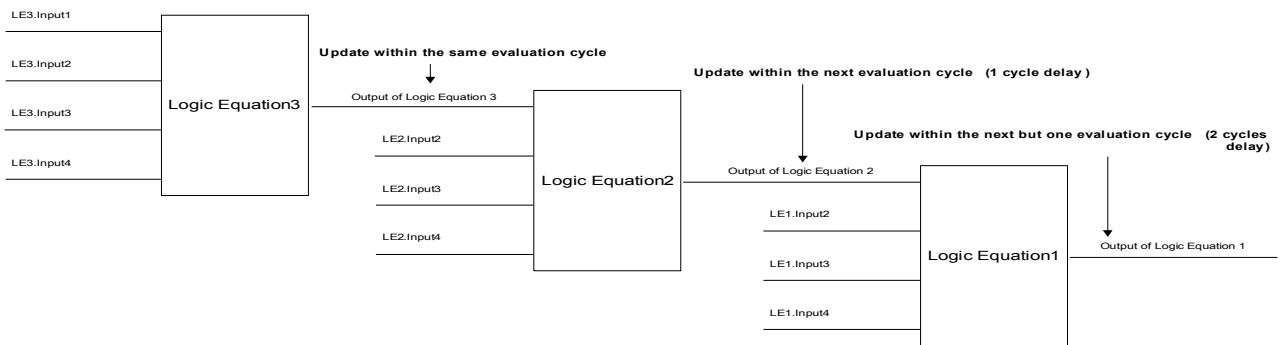 LE3.Input1
LE3.Input2
LE3.Input3
LE3.Input4
Logic Equation3
Update within the same evaluation cycle
Output of Logic Equation 3
LE2.Input2
LE2.Input3
LE2.Input4
Logic Equation2
Update within the next evaluation cycle (1 cycle delay)
Output of Logic Equation 2
LE1.Input2
LE1.Input3
LE1.Input4
Logic Equation1
Update within the next but one evaluation cycle (2 cycles
delay)
Output of Logic Equation 1